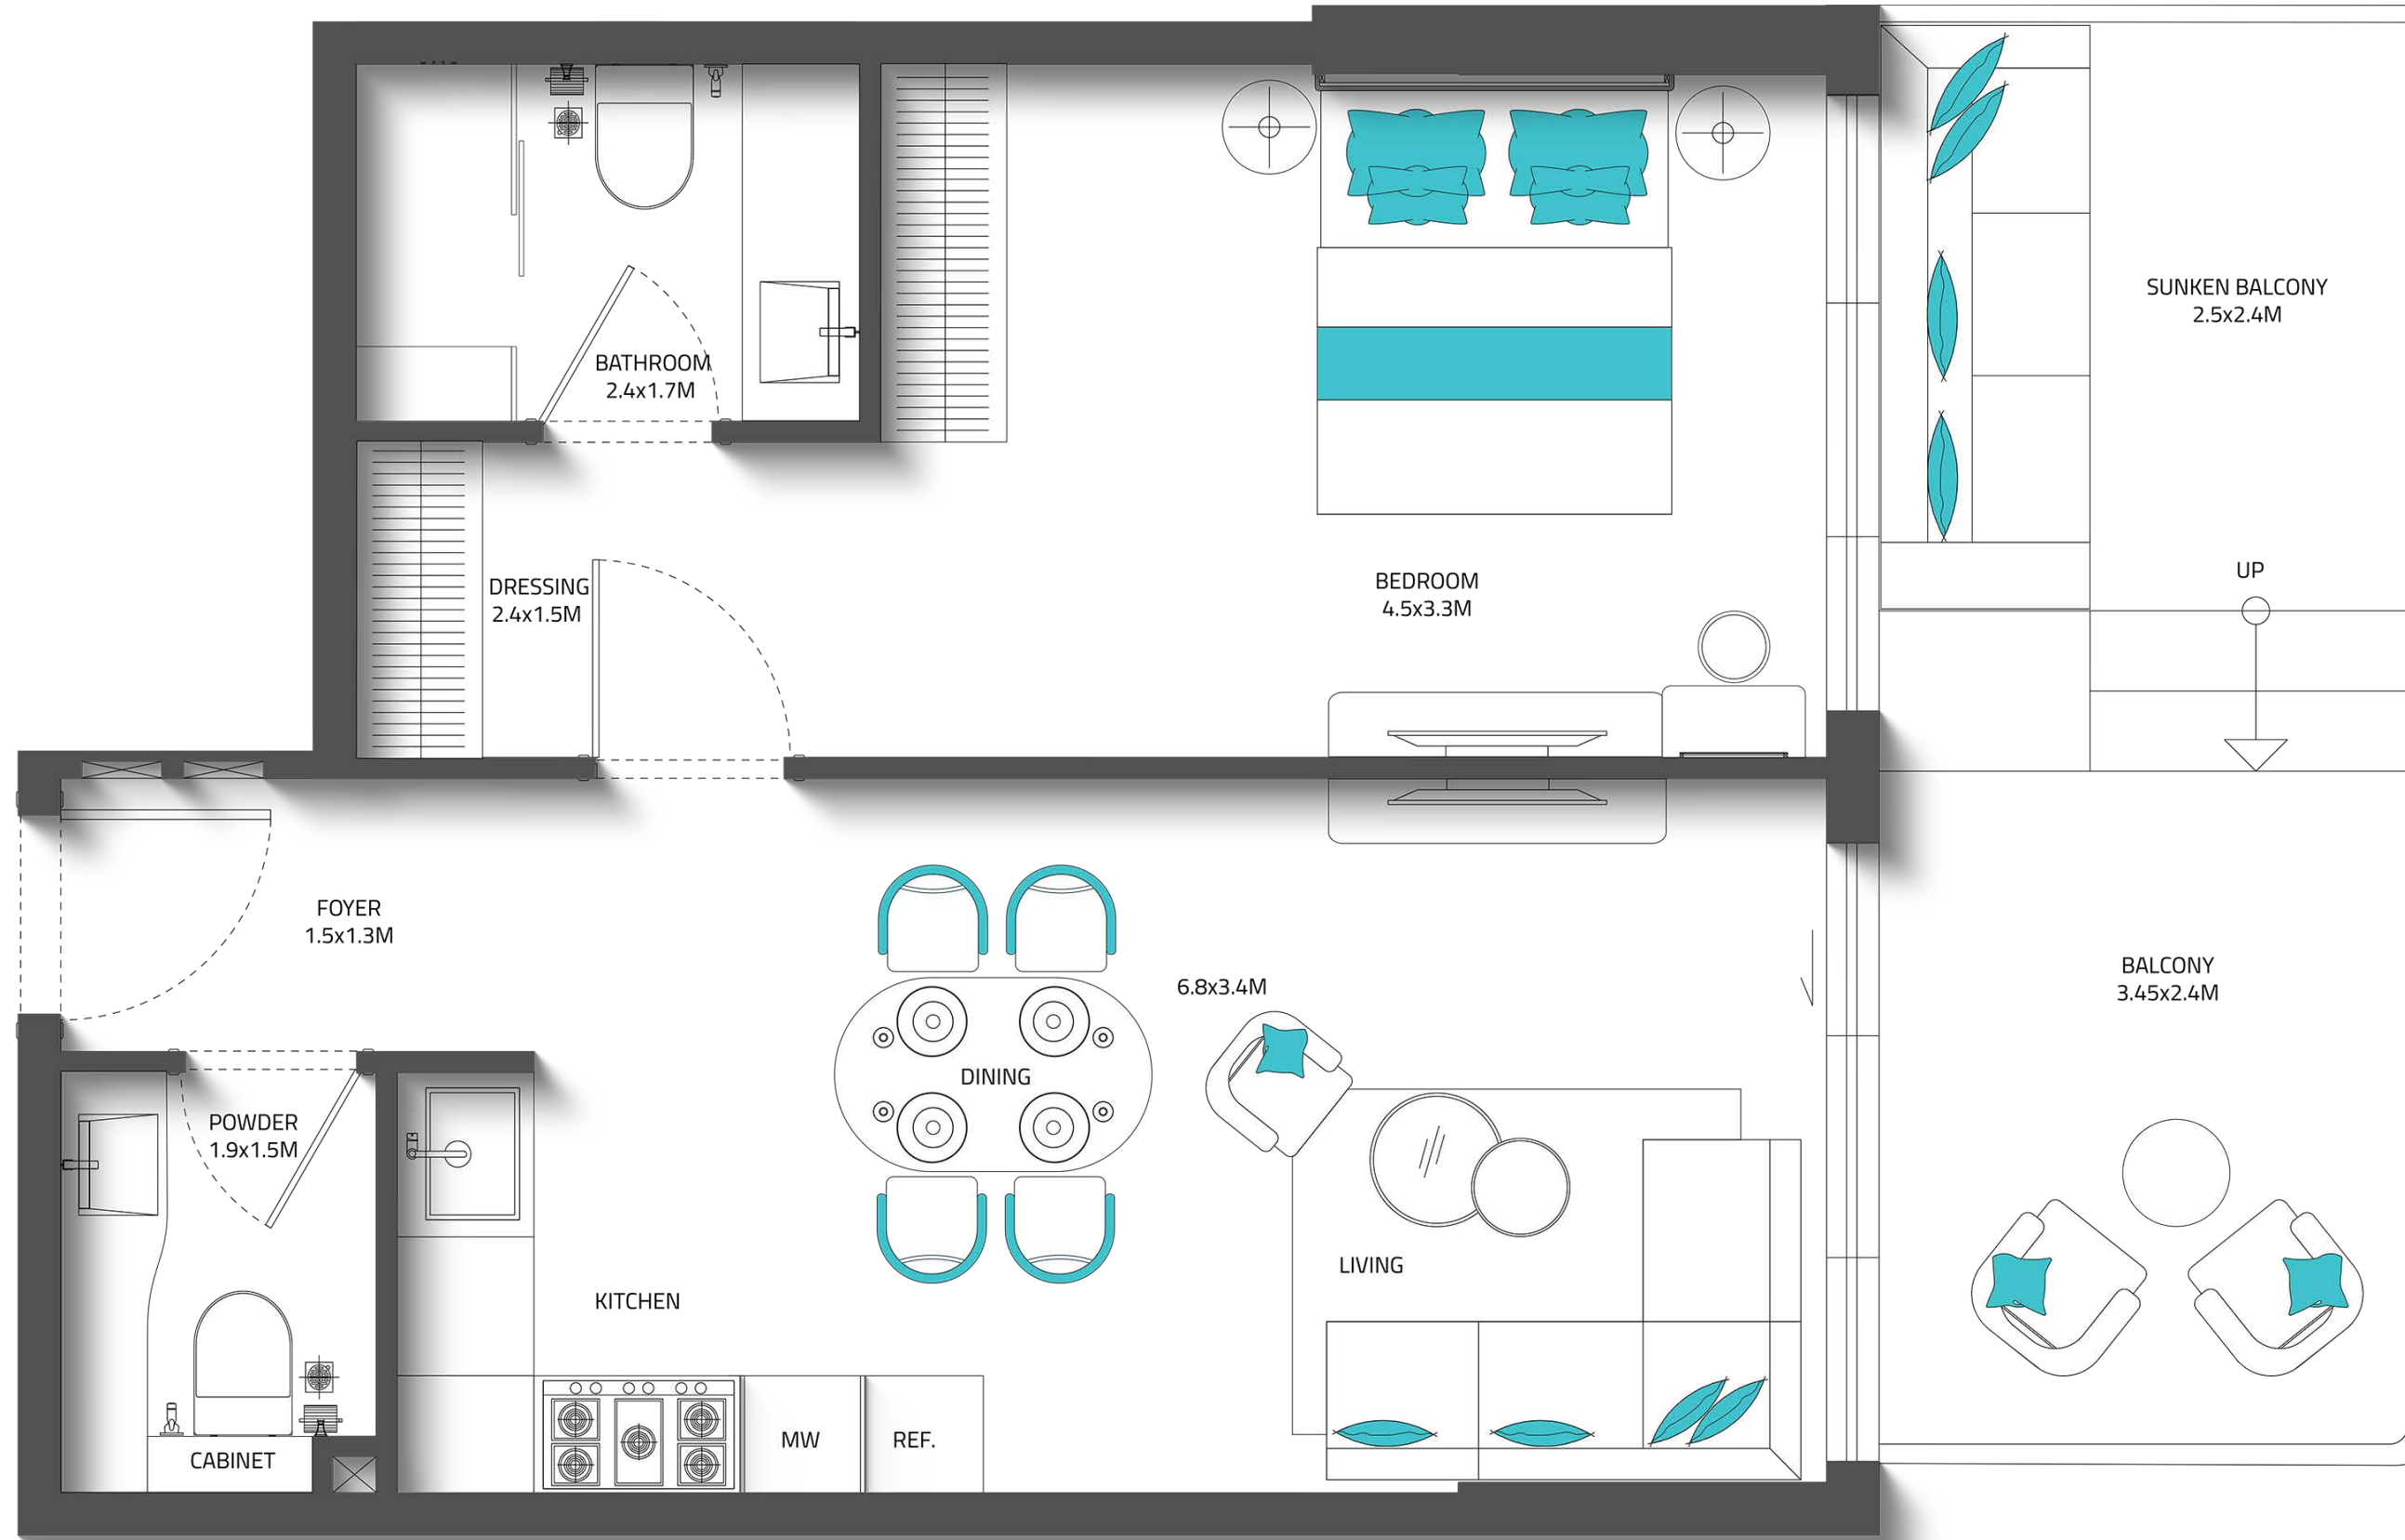 SUNKEN BALCONY
2.5x2.4M
BATHROOM
2.4x1.7M
UP
DRESSING
2.4x1.5M
BEDROOM
4.5x3.3M
FOYER
1.5x1.3M
BALCONY
3.45x2.4M
6.8x3.4M
DINING
POWDER
1.9x1.5M
LIVING
KITCHEN
MW
REF.
CABINET